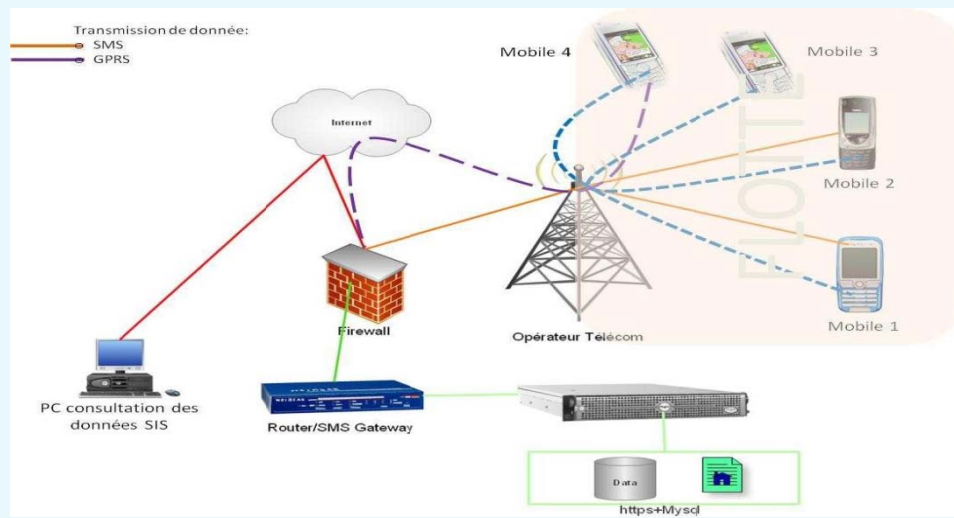 Transmission de donnée:
SMS
GPRS
Mobile 4
Mobile 3
Internet
Mobile 2
FLOTTE
Mobile 1
Firewall
Opérateur Télécom
PC consultation des
données SIS
NETGEAR
Router/SMS Gateway
Data
https+Mysql